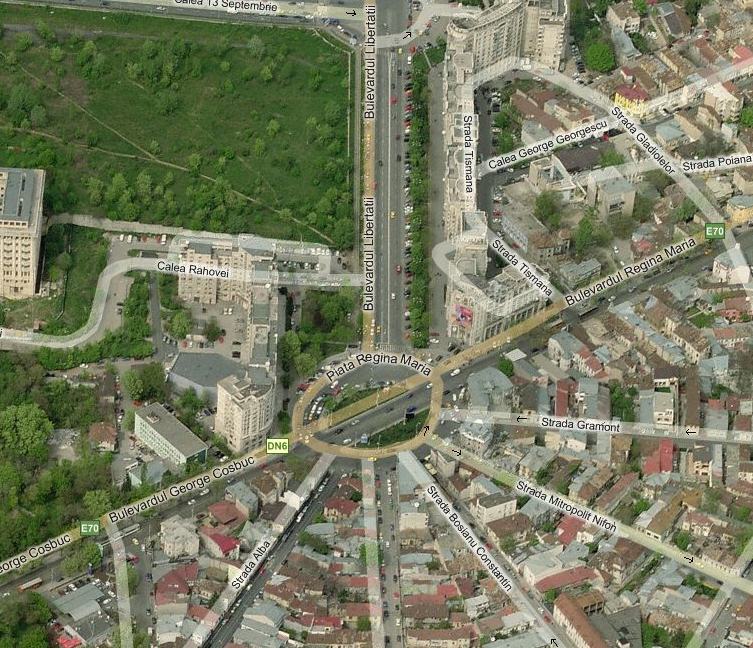 Calea 13 Septembrie
Bulevardul Libertatii
Strada Tismana
Calea George Georgescu
Strada Gladiolelor
Strada Poiana
E70
Bulevardul Libertatii
Calea Rahovei
Strada Tismana
Bulevardul Regina Maria
Piata Regina Maria
Strada Gramont
DN6
Bulevardul George Cosbuc
E70
eorge Cosbuc
Strada Alba
Strada Bosianu Constantin
Strada Mitropolit Nifon